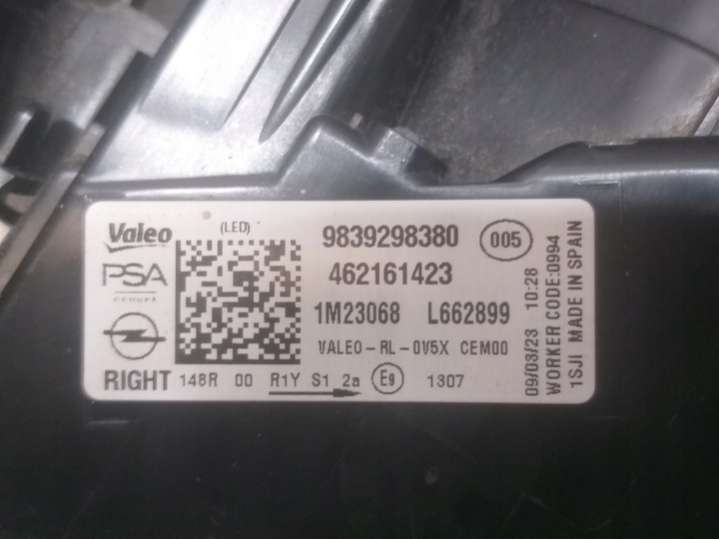 Valeo
(LED)
9839298380
005
PSA
GROUPE
462161423
1M23068 L662899
VALEO-RL-0V5X CEM00
RIGHT 148R 00 R1Y S1 2a E9 1307
09/03/23 10:28
WORKER CODE:0994
1SJI MADE IN SPAIN